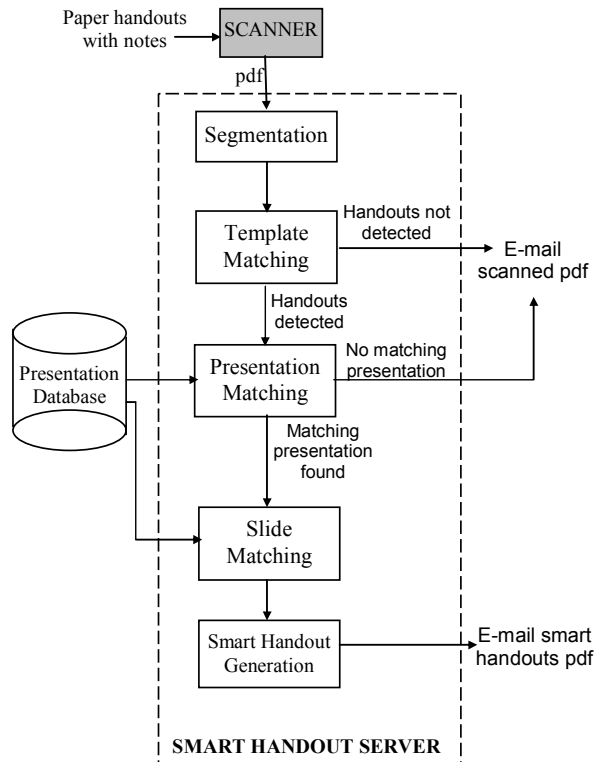 Paper handouts
with notes
SCANNER
pdf
Segmentation
Template
Matching
Handouts not
detected
E-mail
scanned pdf
Handouts
detected
Presentation
Database
Presentation
Matching
No matching
presentation
Matching
presentation
found
Slide
Matching
Smart Handout
Generation
E-mail smart
handouts pdf
SMART HANDOUT SERVER